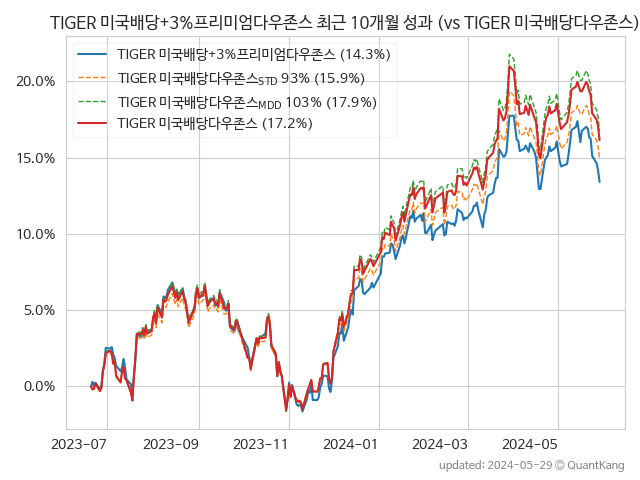 TIGER 미국배당+3%프리미엄다우존스 최근 10개월 성과 (vs TIGER 미국배당다우존스)
TIGER 미국배당+3%프리미엄다우존스 (14.3%)
TIGER 미국배당다우존스STD 93% (15.9%)
TIGER 미국배당다우존스MDD 103% (17.9%)
TIGER 미국배당다우존스 (17.2%)
20.0%
15.0%
10.0%
5.0%
0.0%
2023-07 2023-09 2023-11 2024-01 2024-03 2024-05
updated: 2024-05-29 © QuantKang